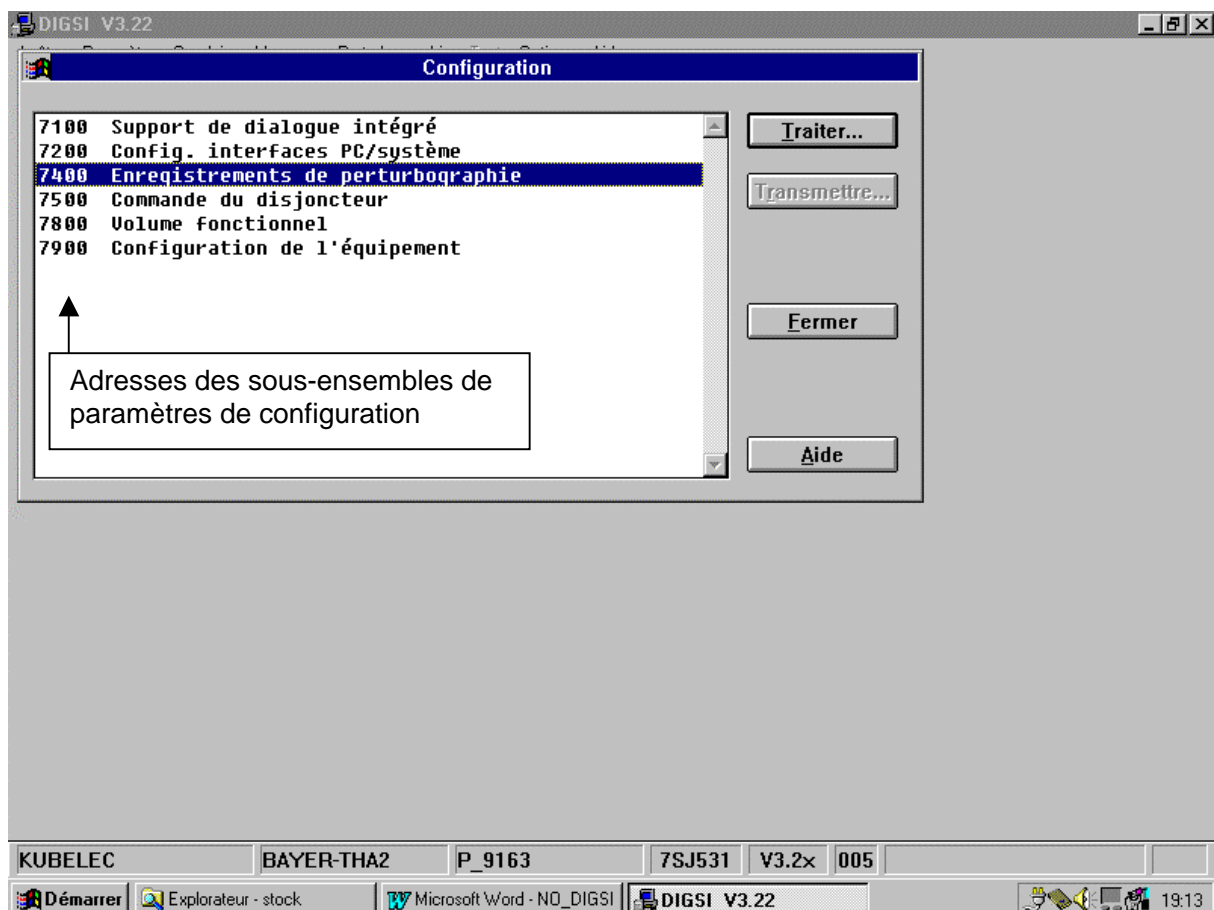 DIGSI V3.22
Configuration
7100 Support de dialogue intégré
7200 Config. interfaces PC/système
7400 Enregistrements de perturbographie
7500 Commande du disjoncteur
7800 Volume fonctionnel
7900 Configuration de l'équipement
Traiter...
Transmettre...
Fermer
Aide
Adresses des sous-ensembles de
paramètres de configuration
KUBELEC BAYER-THA2 P_9163 7SJ531 V3.2x 005
Démarrer Explorateur - stock Microsoft Word - NO_DIGSI DIGSI V3.22 19:13